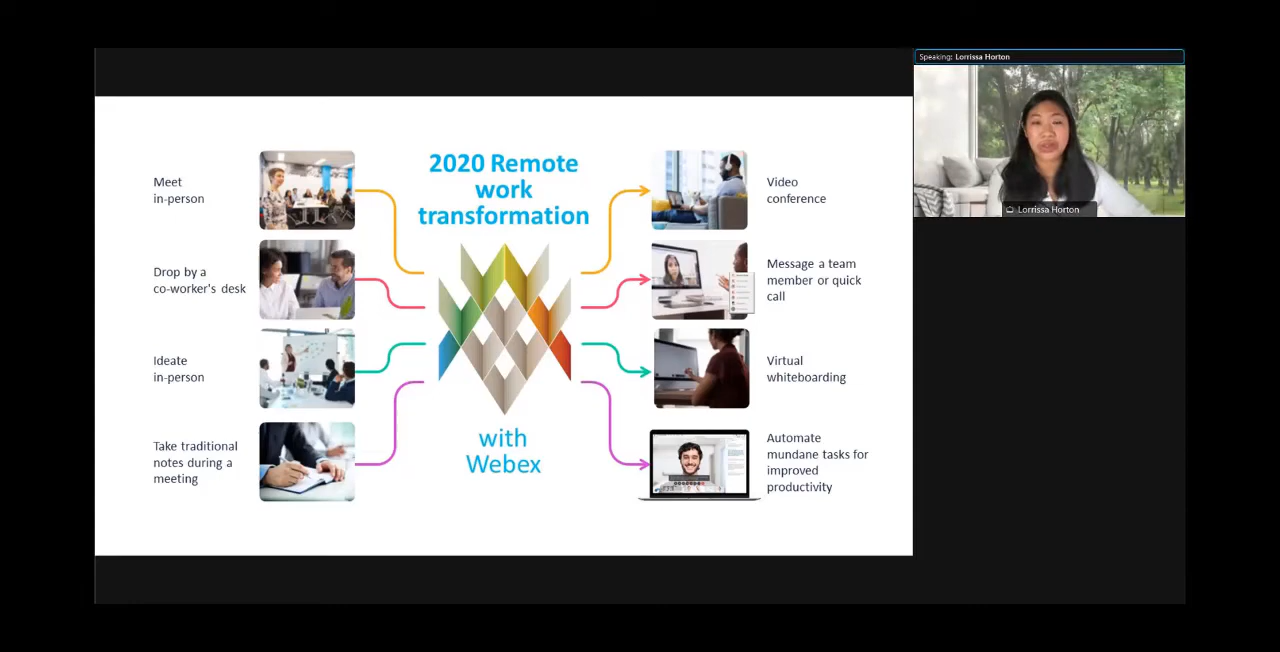 Speaking: Lorrissa Horton
Lorrissa Horton
2020 Remote
work
transformation
with
Webex
Meet
in-person
Drop by a
co-worker's desk
Ideate
in-person
Take traditional
notes during a
meeting
Video
conference
Message a team
member or quick
call
Virtual
whiteboarding
Automate
mundane tasks for
improved
productivity